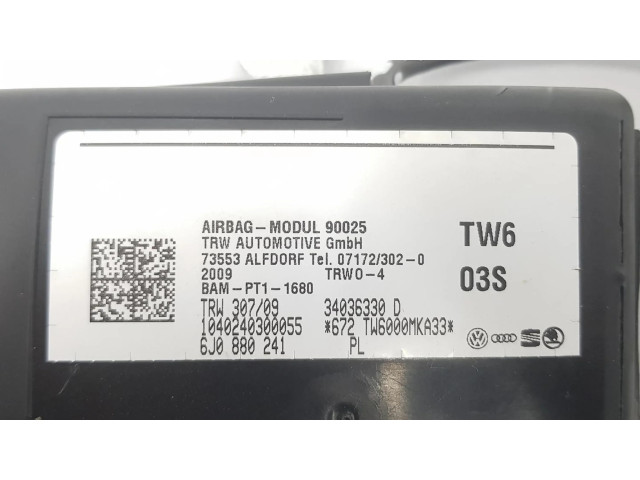 AIRBAG-MODUL 90025
TRW AUTOMOTIVE GmbH
73553 ALFDORF Tel. 07172/302-0
2009 TRWO-4
BAM-PT1-1680
TRW 307/09 34036330 D
1040240300055 *672 TW6000MKA33*
6J0 880 241 PL
TW6
03S